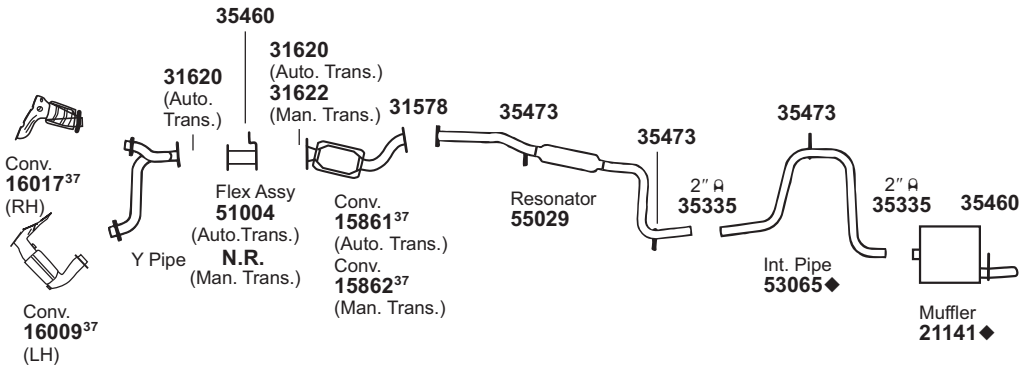 35460
31620
(Auto.
Trans.)
31620
(Auto. Trans.)
31622
(Man. Trans.)
31578
35473
35473
35473
Conv.
16017³⁷
(RH)
Conv.
16009³⁷
(LH)
Y Pipe
Flex Assy
51004
(Auto.Trans.)
N.R.
(Man. Trans.)
Conv.
15861³⁷
(Auto. Trans.)
Conv.
15862³⁷
(Man. Trans.)
Resonator
55029
2″
35335
Int. Pipe
53065◆
2″
35335
35460
Muffler
21141◆